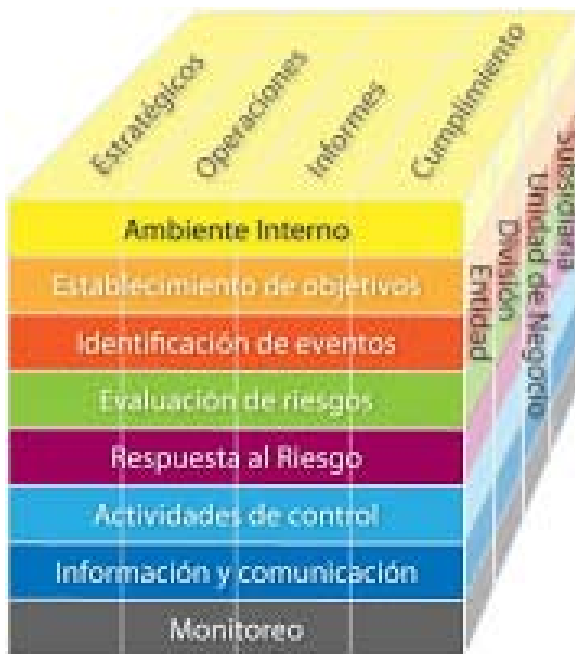 Estratégicos
Operaciones
Informes
Cumplimiento
Ambiente Interno
Establecimiento de objetivos
Identificación de eventos
Evaluación de riesgos
Respuesta al Riesgo
Actividades de control
Información y comunicación
Monitoreo
Entidad
División
Unidad de Negocio
Subsidiaria